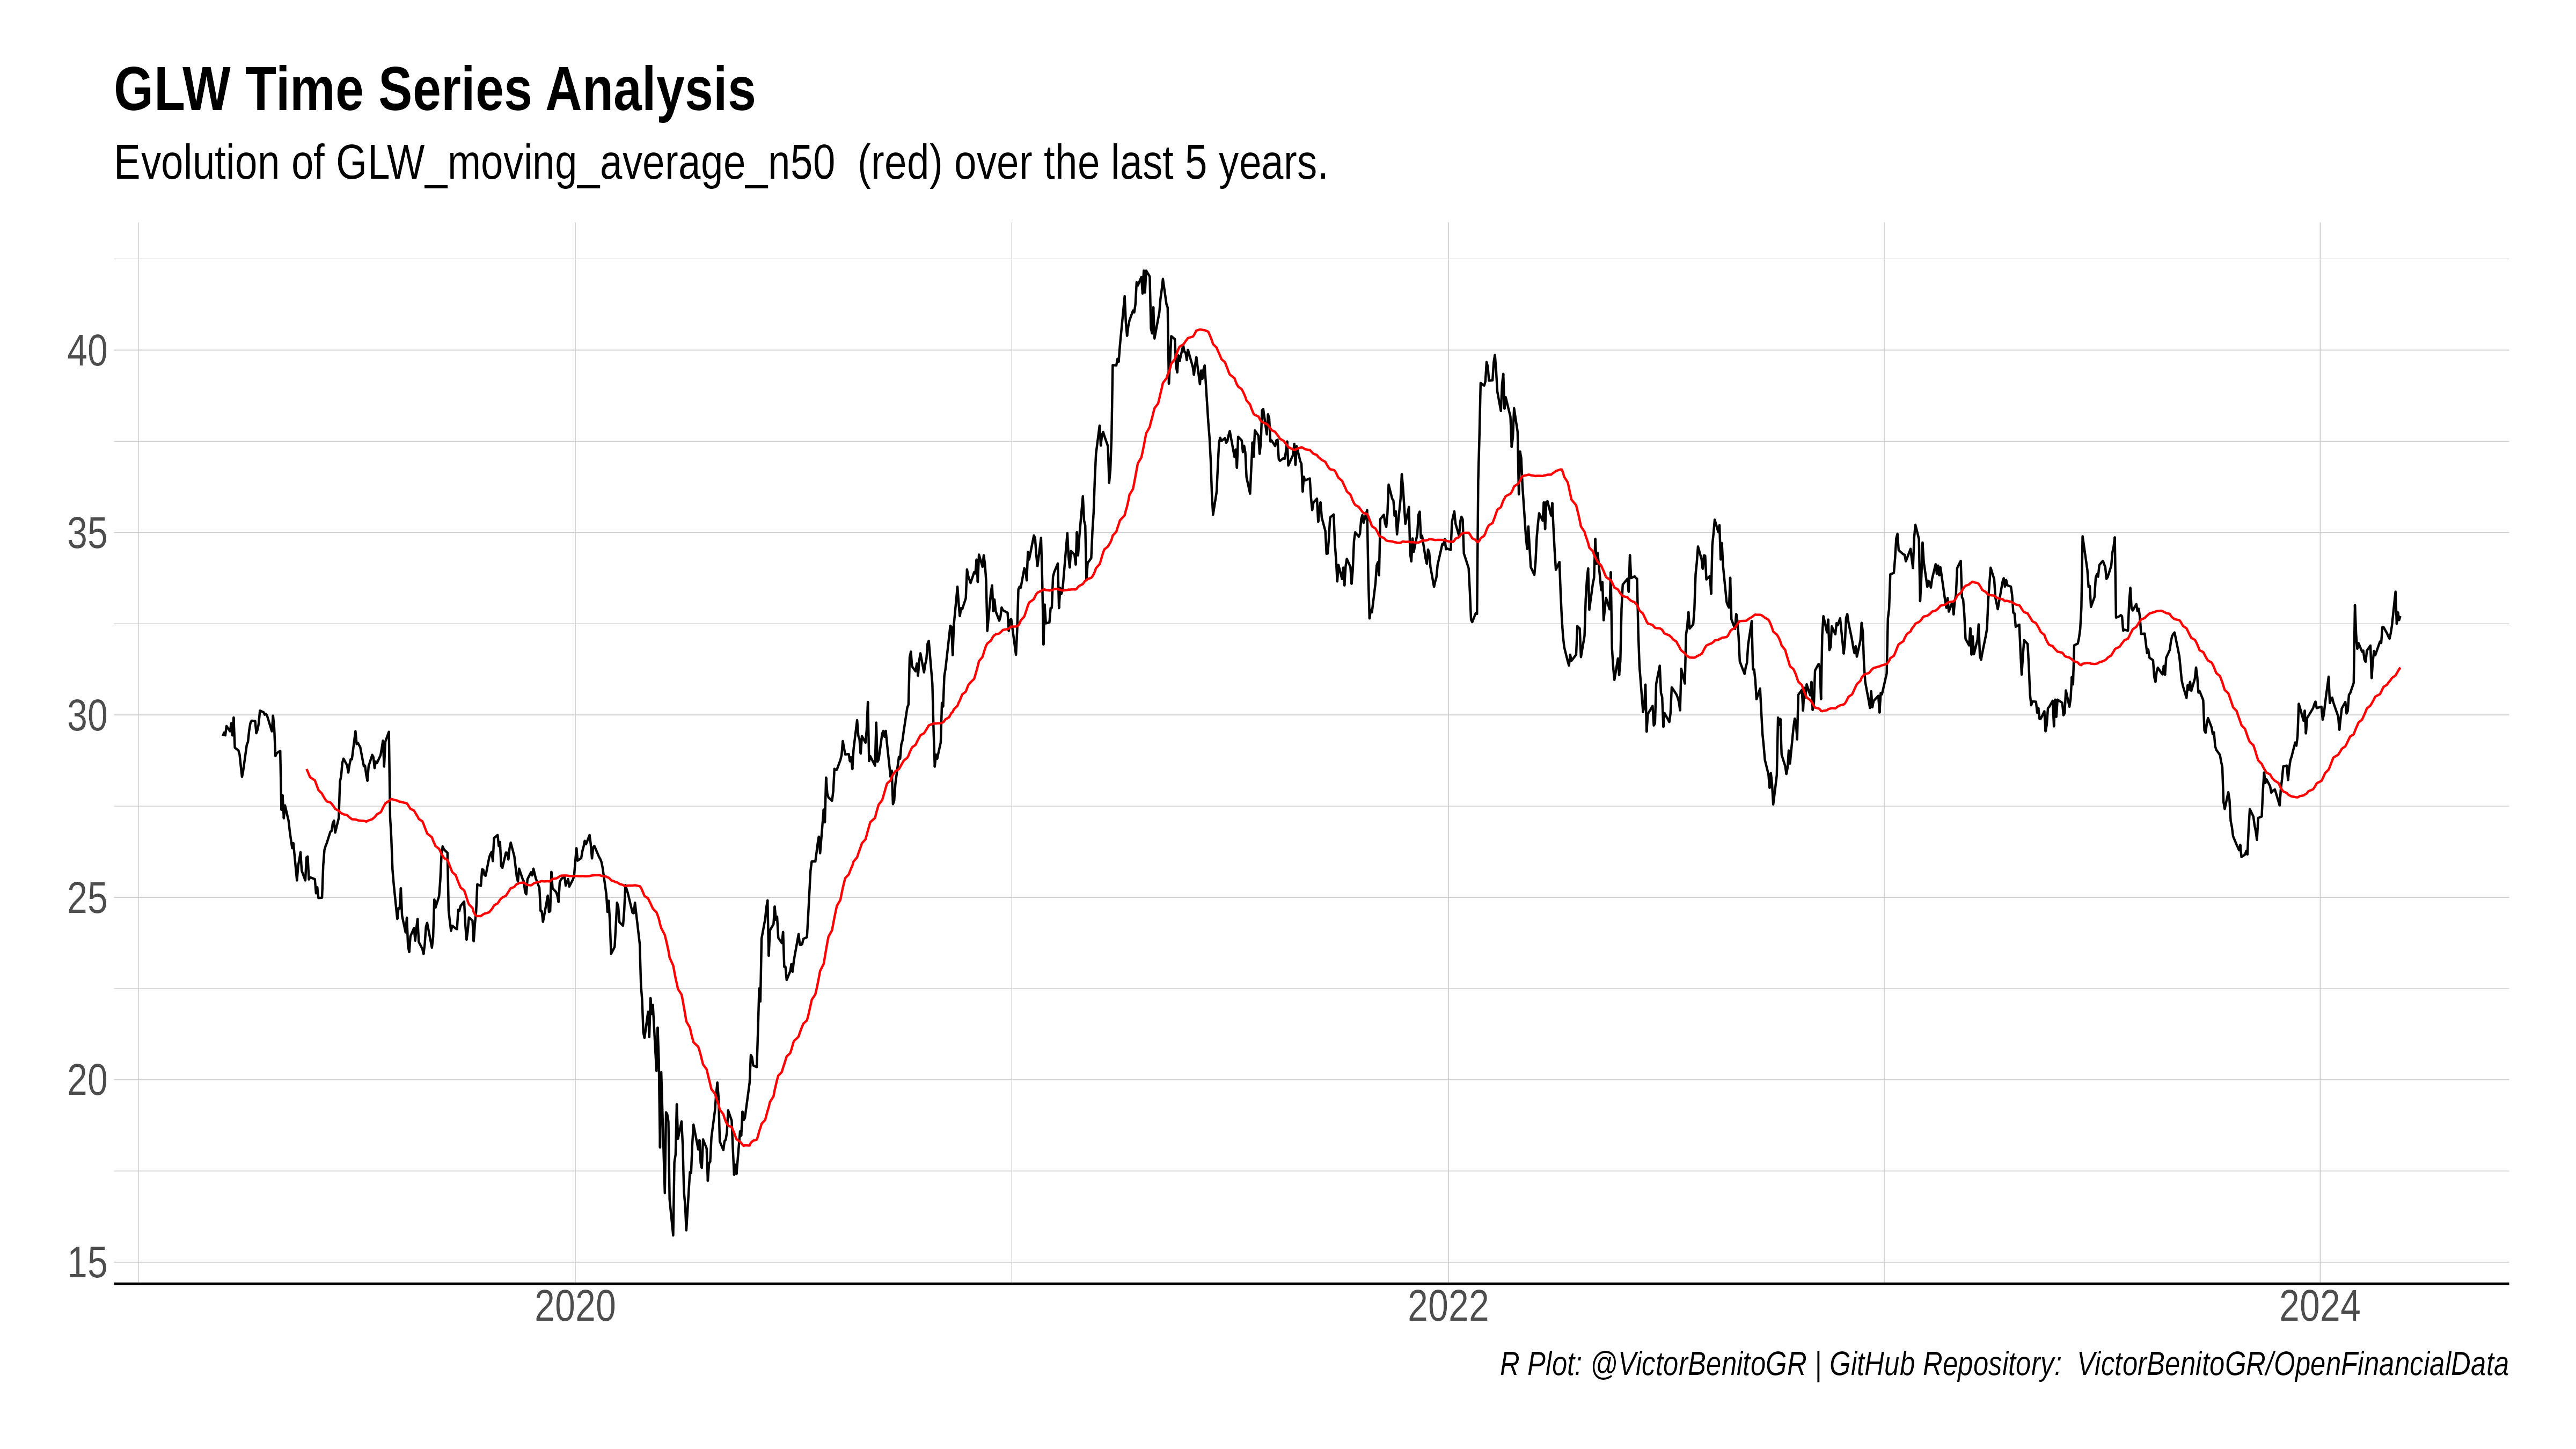 GLW Time Series Analysis
Evolution of GLW_moving_average_n50  (red) over the last 5 years.
40
35
30
25
20
15
2020 2022 2024
R Plot: @VictorBenitoGR | GitHub Repository:  VictorBenitoGR/OpenFinancialData